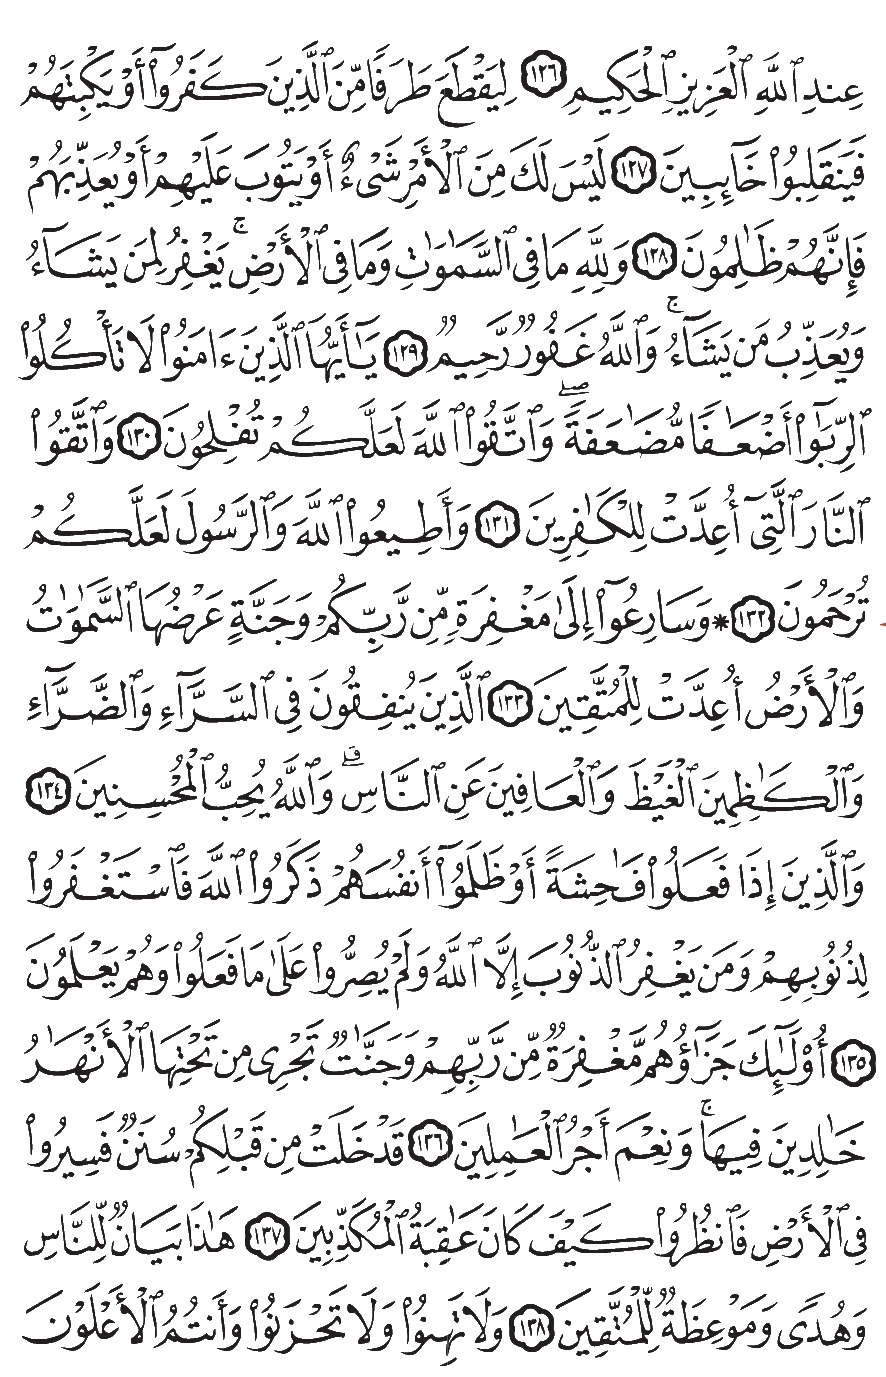 عِندِ ٱللَّهِ ٱلْعَزِيزِ ٱلْحَكِيمِ ١٢٦ لِيَقْطَعَ طَرَفًا مِّنَ ٱلَّذِينَ كَفَرُوٓا۟ أَوْ يَكْبِتَهُمْ
فَيَنقَلِبُوا۟ خَآئِبِينَ ١٢٧ لَيْسَ لَكَ مِنَ ٱلْأَمْرِ شَىْءٌ أَوْ يَتُوبَ عَلَيْهِمْ أَوْ يُعَذِّبَهُمْ
فَإِنَّهُمْ ظَٰلِمُونَ ١٢٨ وَلِلَّهِ مَا فِى ٱلسَّمَٰوَٰتِ وَمَا فِى ٱلْأَرْضِ ۚ يَغْفِرُ لِمَن يَشَآءُ
وَيُعَذِّبُ مَن يَشَآءُ ۚ وَٱللَّهُ غَفُورٌ رَّحِيمٌ ١٢٩ يَٰٓأَيُّهَا ٱلَّذِينَ ءَامَنُوا۟ لَا تَأْكُلُوا۟
ٱلرِّبَوٰٓا۟ أَضْعَٰفًا مُّضَٰعَفَةً ۖ وَٱتَّقُوا۟ ٱللَّهَ لَعَلَّكُمْ تُفْلِحُونَ ١٣٠ وَٱتَّقُوا۟
ٱلنَّارَ ٱلَّتِىٓ أُعِدَّتْ لِلْكَٰفِرِينَ ١٣١ وَأَطِيعُوا۟ ٱللَّهَ وَٱلرَّسُولَ لَعَلَّكُمْ
تُرْحَمُونَ ١٣٢ * وَسَارِعُوٓا۟ إِلَىٰ مَغْفِرَةٍ مِّن رَّبِّكُمْ وَجَنَّةٍ عَرْضُهَا ٱلسَّمَٰوَٰتُ
وَٱلْأَرْضُ أُعِدَّتْ لِلْمُتَّقِينَ ١٣٣ ٱلَّذِينَ يُنفِقُونَ فِى ٱلسَّرَّآءِ وَٱلضَّرَّآءِ
وَٱلْكَٰظِمِينَ ٱلْغَيْظَ وَٱلْعَافِينَ عَنِ ٱلنَّاسِ ۗ وَٱللَّهُ يُحِبُّ ٱلْمُحْسِنِينَ ١٣٤
وَٱلَّذِينَ إِذَا فَعَلُوا۟ فَٰحِشَةً أَوْ ظَلَمُوٓا۟ أَنفُسَهُمْ ذَكَرُوا۟ ٱللَّهَ فَٱسْتَغْفَرُوا۟
لِذُنُوبِهِمْ وَمَن يَغْفِرُ ٱلذُّنُوبَ إِلَّا ٱللَّهُ وَلَمْ يُصِرُّوا۟ عَلَىٰ مَا فَعَلُوا۟ وَهُمْ يَعْلَمُونَ
١٣٥ أُو۟لَٰٓئِكَ جَزَآؤُهُم مَّغْفِرَةٌ مِّن رَّبِّهِمْ وَجَنَّٰتٌ تَجْرِى مِن تَحْتِهَا ٱلْأَنْهَٰرُ
خَٰلِدِينَ فِيهَا ۚ وَنِعْمَ أَجْرُ ٱلْعَٰمِلِينَ ١٣٦ قَدْ خَلَتْ مِن قَبْلِكُمْ سُنَنٌ فَسِيرُوا۟
فِى ٱلْأَرْضِ فَٱنظُرُوا۟ كَيْفَ كَانَ عَٰقِبَةُ ٱلْمُكَذِّبِينَ ١٣٧ هَٰذَا بَيَانٌ لِّلنَّاسِ
وَهُدًى وَمَوْعِظَةٌ لِّلْمُتَّقِينَ ١٣٨ وَلَا تَهِنُوا۟ وَلَا تَحْزَنُوا۟ وَأَنتُمُ ٱلْأَعْلَوْنَ